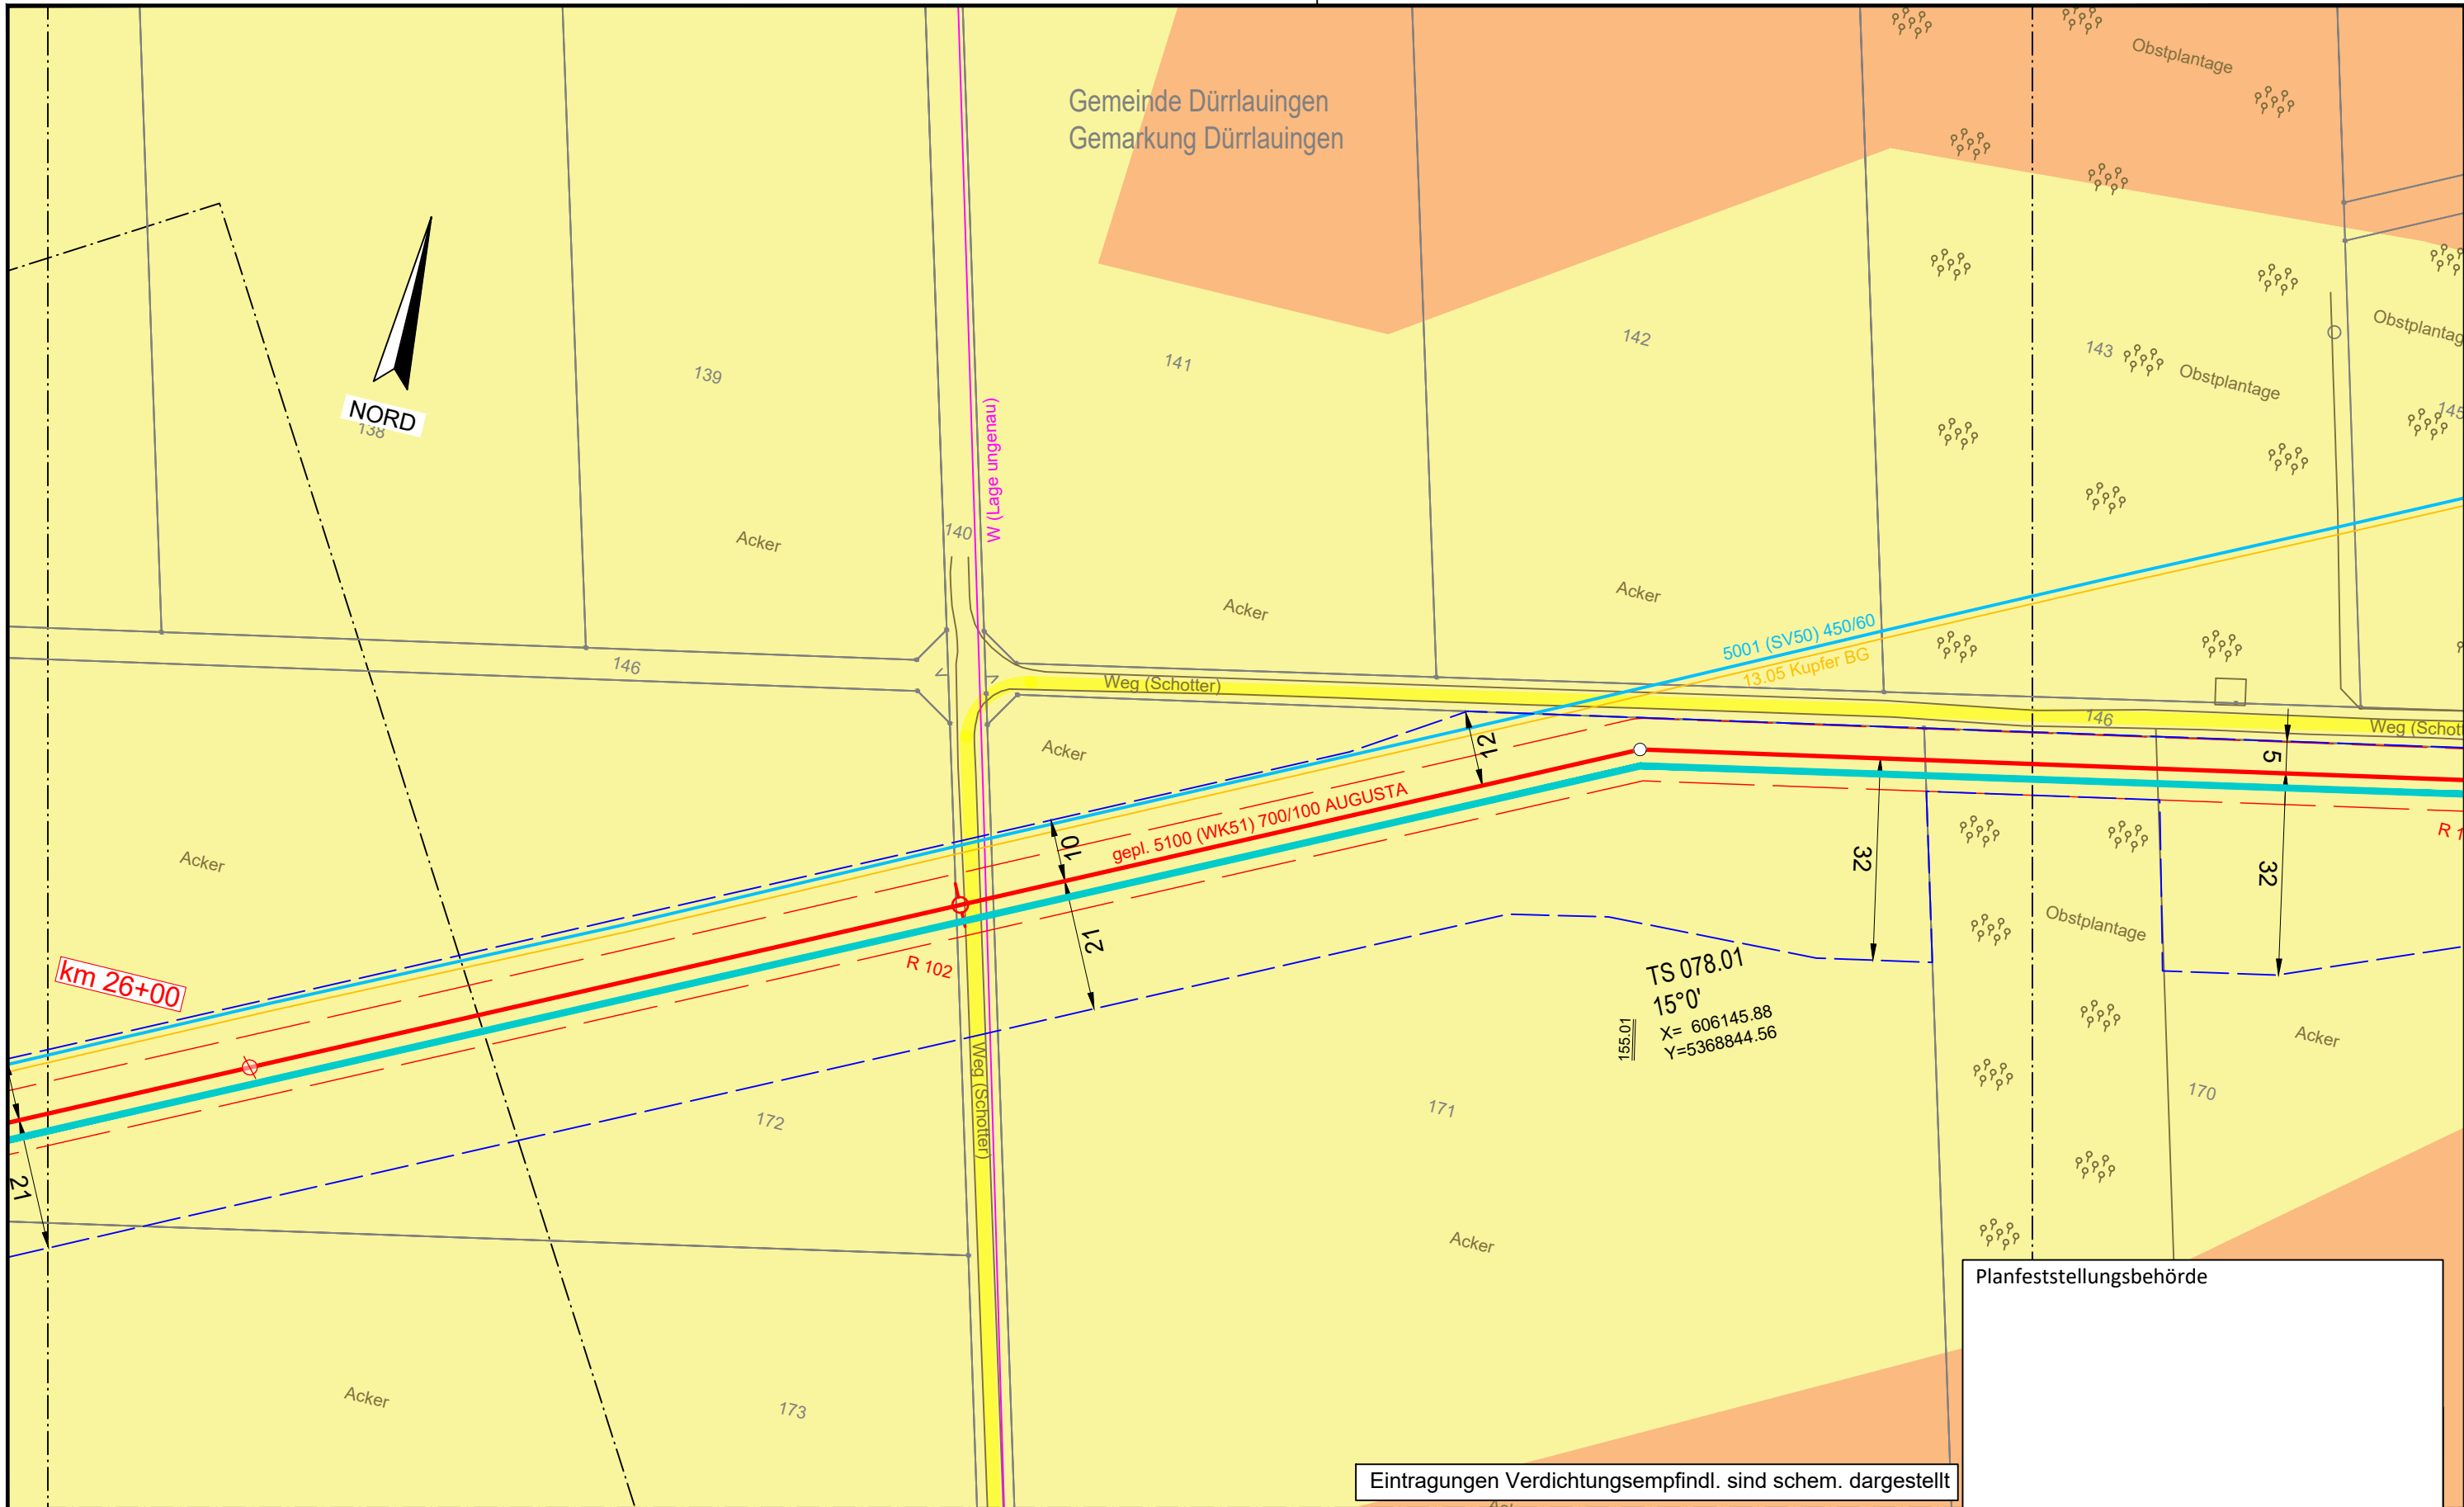 Obstplantage
Gemeinde Dürrlauingen
Gemarkung Dürrlauingen
142
143
Obstplantag
141
139
Obstplantage
NORD
138
145
W (Lage ungenau)
140
Acker
Acker
Acker
5001 (SV50) 450/60
13.05 Kupfer BG
146
Weg (Schotter)
146
Weg (Schot
12
5
Acker
gepl. 5100 (WK51) 700/100 AUGUSTA
R 1
10
Acker
32
32
Obstplantage
21
R 102
km 26+00
TS 078.01
15°0'
X= 606145.88
Y=5368844.56
155.01
Acker
Weg (Schotter)
170
171
172
21
Acker
Planfeststellungsbehörde
Acker
173
Eintragungen Verdichtungsempfindl. sind schem. dargestellt